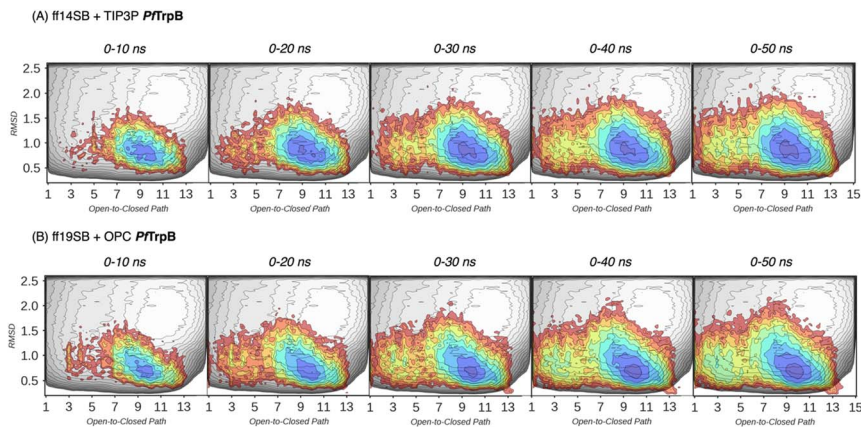 (A) ff14SB + TIP3P PfTrpB
0-10 ns 0-20 ns 0-30 ns 0-40 ns 0-50 ns
2.5
2.0
1.5
1.0
0.5
RMSD
1 3 5 7 9 11 13 1 3 5 7 9 11 13 1 3 5 7 9 11 13 1 3 5 7 9 11 13 1 3 5 7 9 11 13 15
Open-to-Closed Path Open-to-Closed Path Open-to-Closed Path Open-to-Closed Path Open-to-Closed Path
(B) ff19SB + OPC PfTrpB
0-10 ns 0-20 ns 0-30 ns 0-40 ns 0-50 ns
2.5
2.0
1.5
1.0
0.5
RMSD
1 3 5 7 9 11 13 1 3 5 7 9 11 13 1 3 5 7 9 11 13 1 3 5 7 9 11 13 1 3 5 7 9 11 13 15
Open-to-Closed Path Open-to-Closed Path Open-to-Closed Path Open-to-Closed Path Open-to-Closed Path